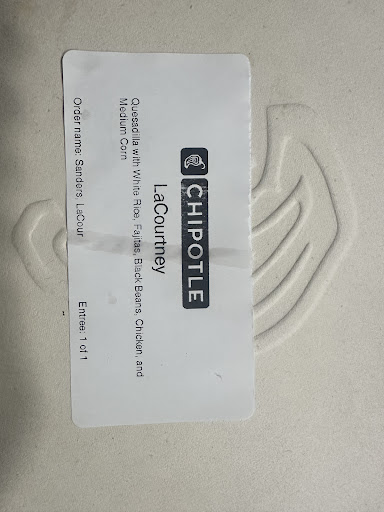 CHIPOTLE
LaCourtney
Quesadilla with White Rice, Fajitas, Black Beans, Chicken, and
Medium Corn
Order name: Sanders, LaCour
Entree: 1 of 1